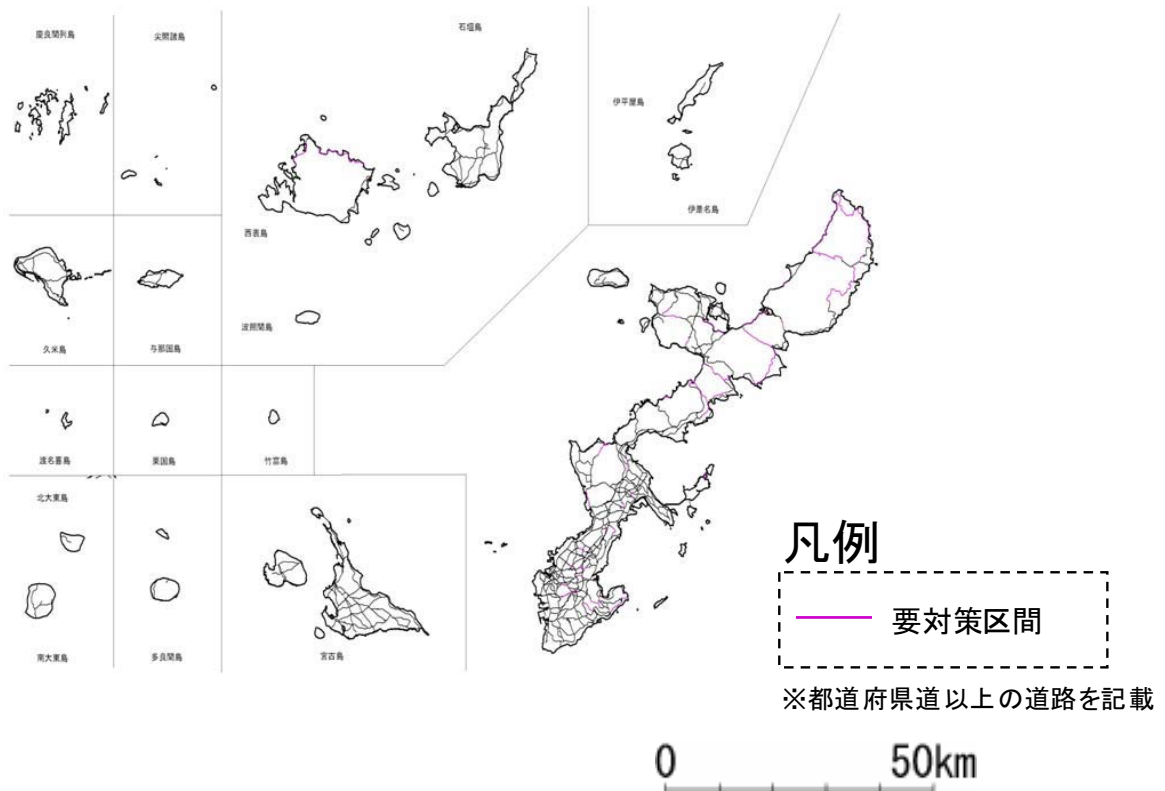 慶良間列島
尖閣諸島
石垣島
伊平屋島
伊是名島
西表島
波照間島
久米島
与那国島
渡名喜島
粟国島
竹富島
北大東島
南大東島
多良間島
宮古島
凡例
要対策区間
※都道府県道以上の道路を記載
0 50km